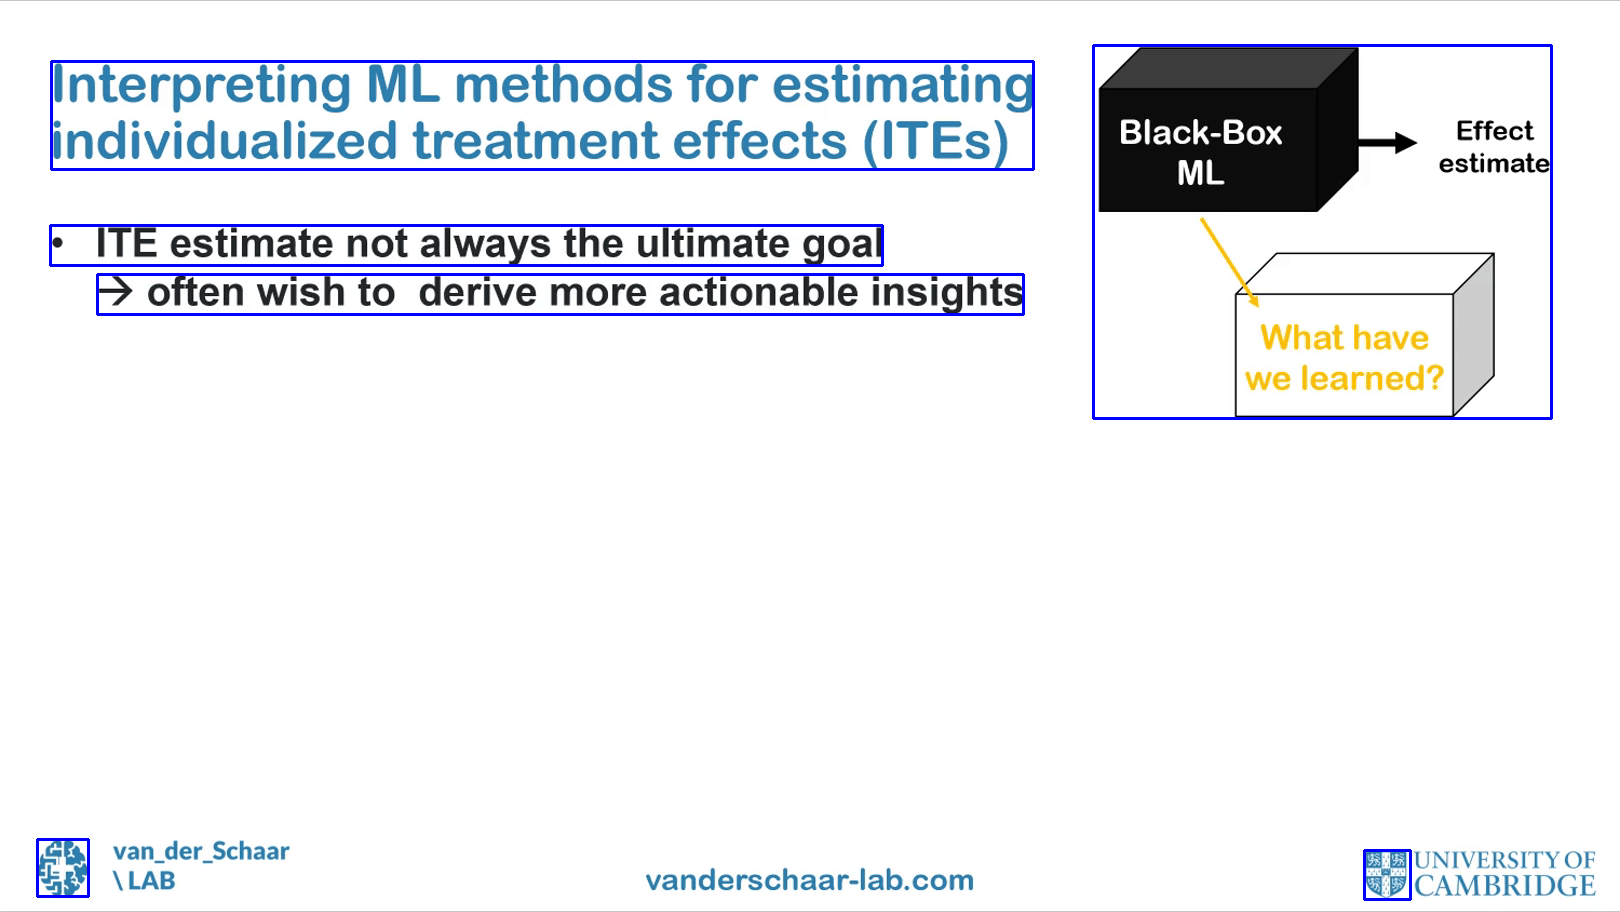 Interpreting ML methods for estimating
individualized treatment effects (ITEs)
• ITE estimate not always the ultimate goal
→ often wish to  derive more actionable insights
Black-Box
ML
Effect
estimate
What have
we learned?
van_der_Schaar
\ LAB
vanderschaar-lab.com
UNIVERSITY OF
CAMBRIDGE